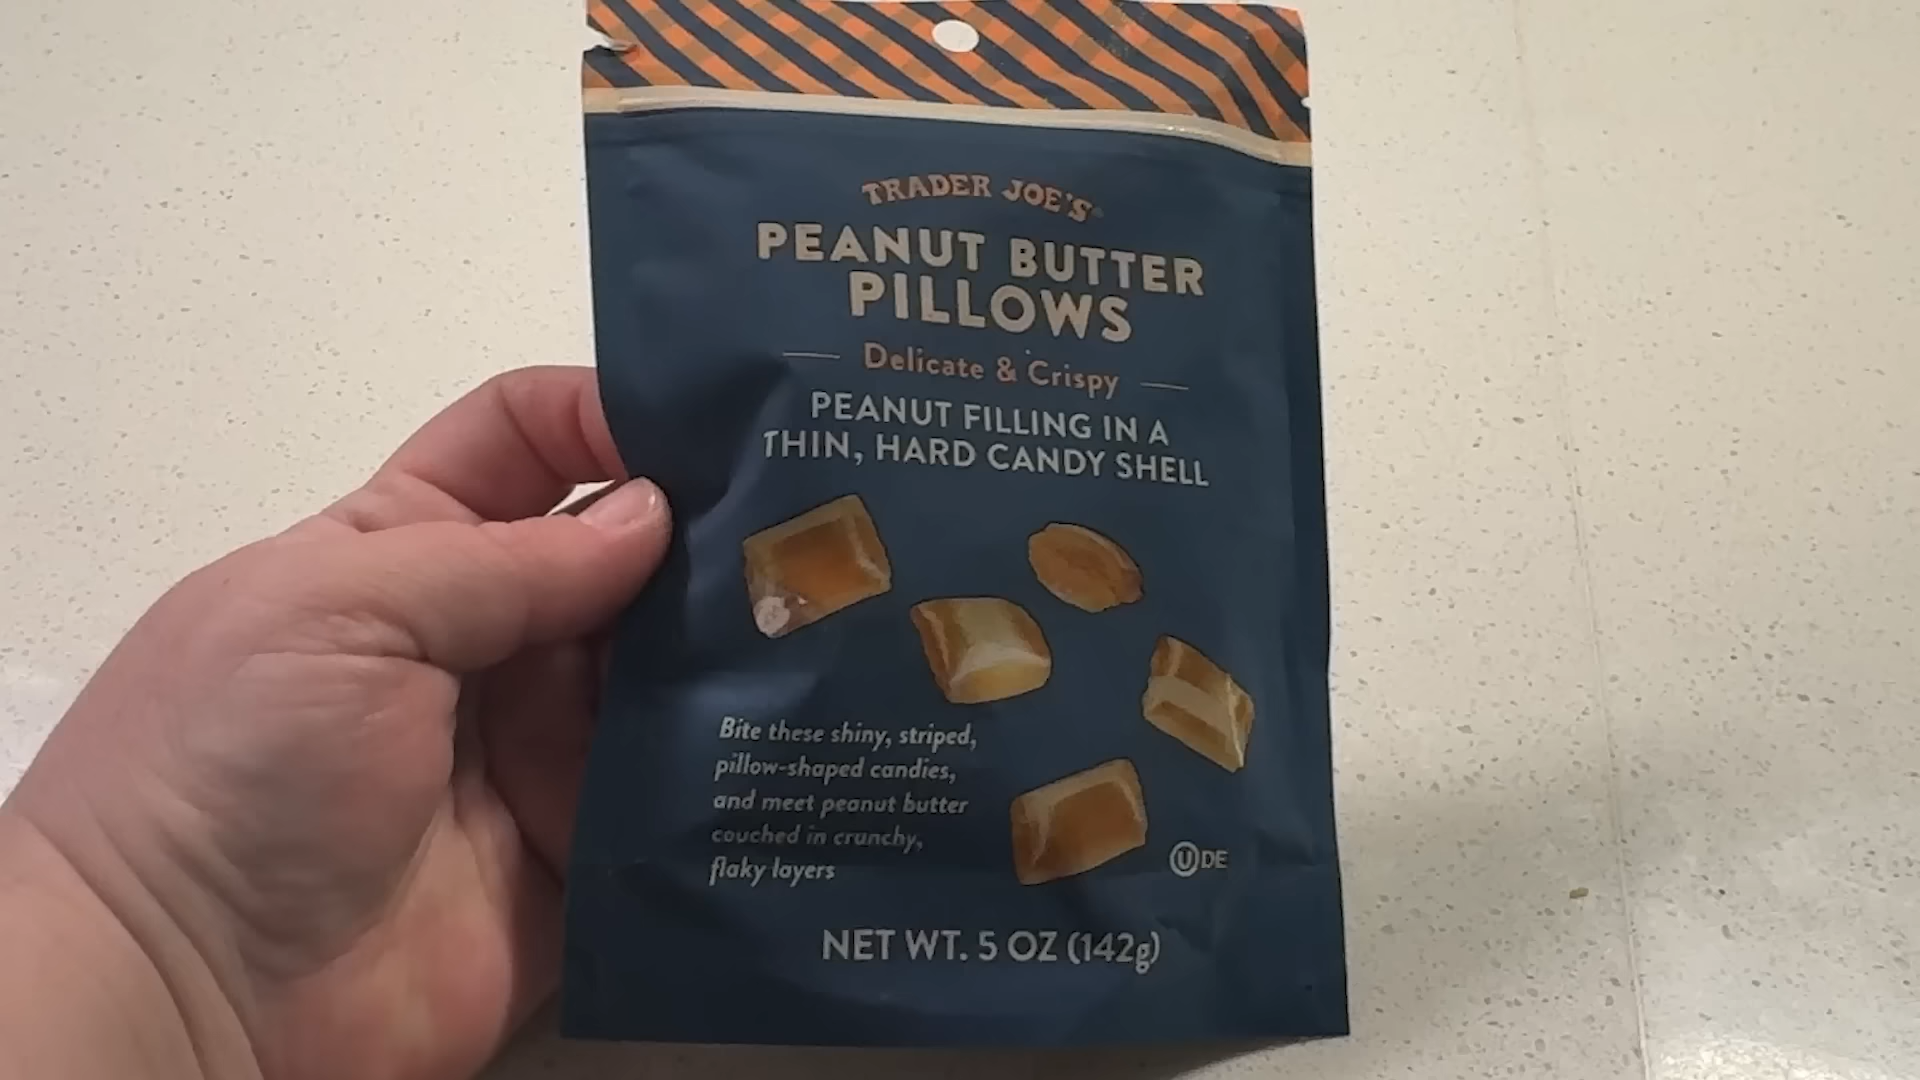 TRADER JOE'S
PEANUT BUTTER
PILLOWS
Delicate & Crispy
PEANUT FILLING IN A
THIN, HARD CANDY SHELL
Bite these shiny, striped,
pillow-shaped candies,
and meet peanut butter
couched in crunchy,
flaky layers
U DE
NET WT. 5 OZ (142g)